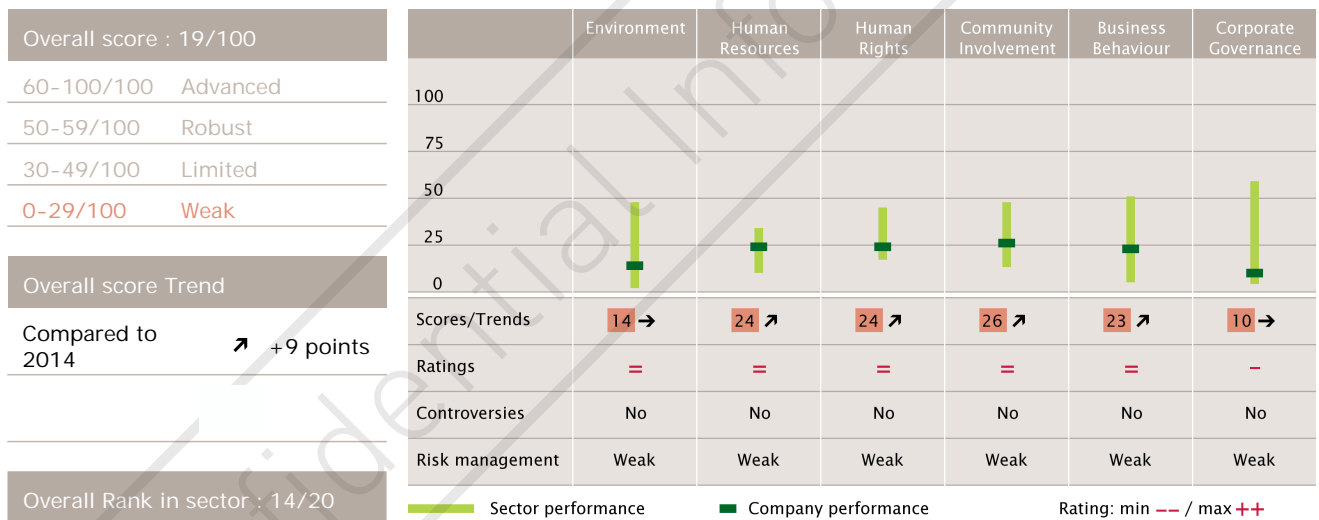 Overall score : 19/100
60-100/100 Advanced
50-59/100 Robust
30-49/100 Limited
0-29/100 Weak
Overall score Trend
Compared to
2014 ↗ +9 points
Overall Rank in sector : 14/20
Environment Human Resources Human Rights Community Involvement Business Behaviour Corporate Governance
100
75
50
25
0
Scores/Trends 14 → 24 ↗ 24 ↗ 26 ↗ 23 ↗ 10 →
Ratings = = = = = –
Controversies No No No No No No
Risk management Weak Weak Weak Weak Weak Weak
Sector performance Company performance Rating: min –– / max ++